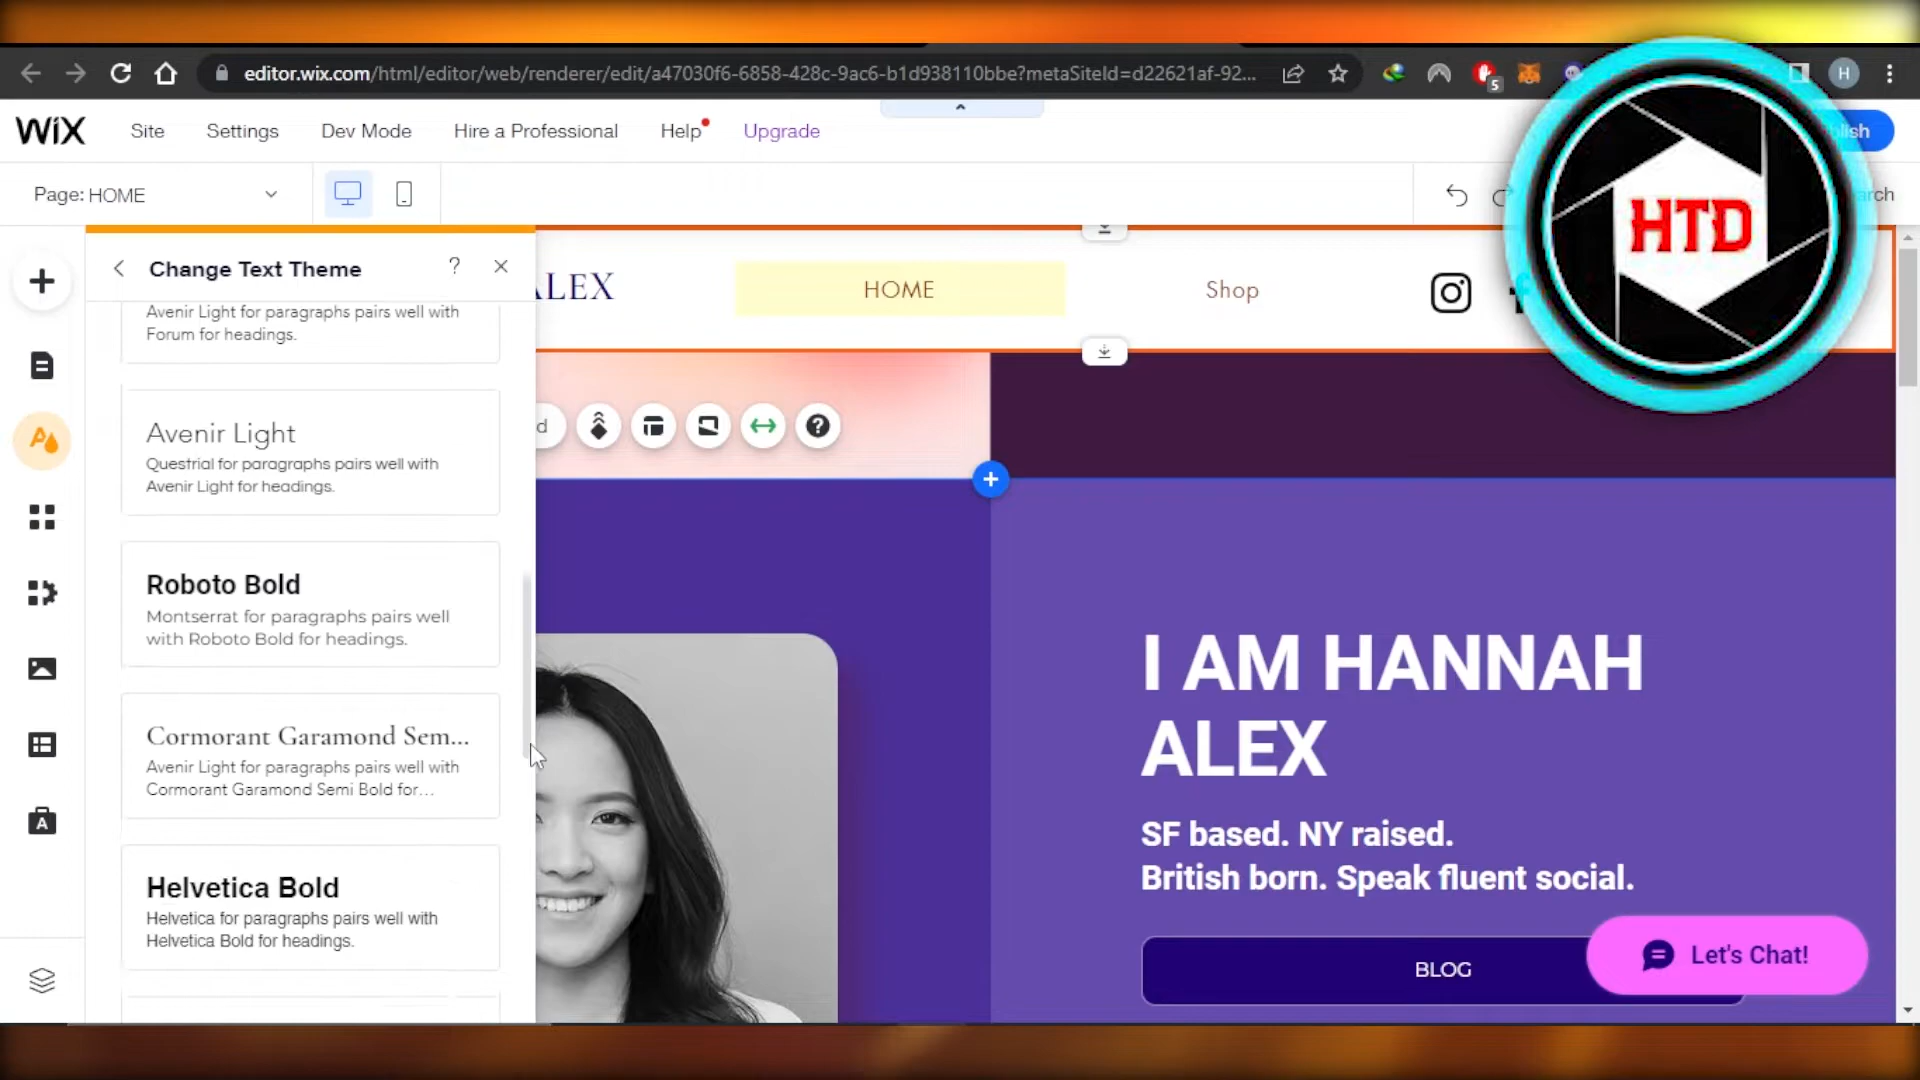 editor.wix.com/html/editor/web/renderer/edit/a47030f6-6858-428c-9ac6-b1d938110bbe?metaSiteId=d22621af-92...
5
H
WiX
Site
Settings
Dev Mode
Hire a Professional
Help
Upgrade
Page: HOME
HTD
Change Text Theme
?
ALEX
HOME
Shop
Avenir Light for paragraphs pairs well with
Forum for headings.
Avenir Light
Questrial for paragraphs pairs well with
Avenir Light for headings.
Roboto Bold
Montserrat for paragraphs pairs well
with Roboto Bold for headings.
Cormorant Garamond Sem...
Avenir Light for paragraphs pairs well with
Cormorant Garamond Semi Bold for...
Helvetica Bold
Helvetica for paragraphs pairs well with
Helvetica Bold for headings.
I AM HANNAH
ALEX
SF based. NY raised.
British born. Speak fluent social.
BLOG
Let's Chat!